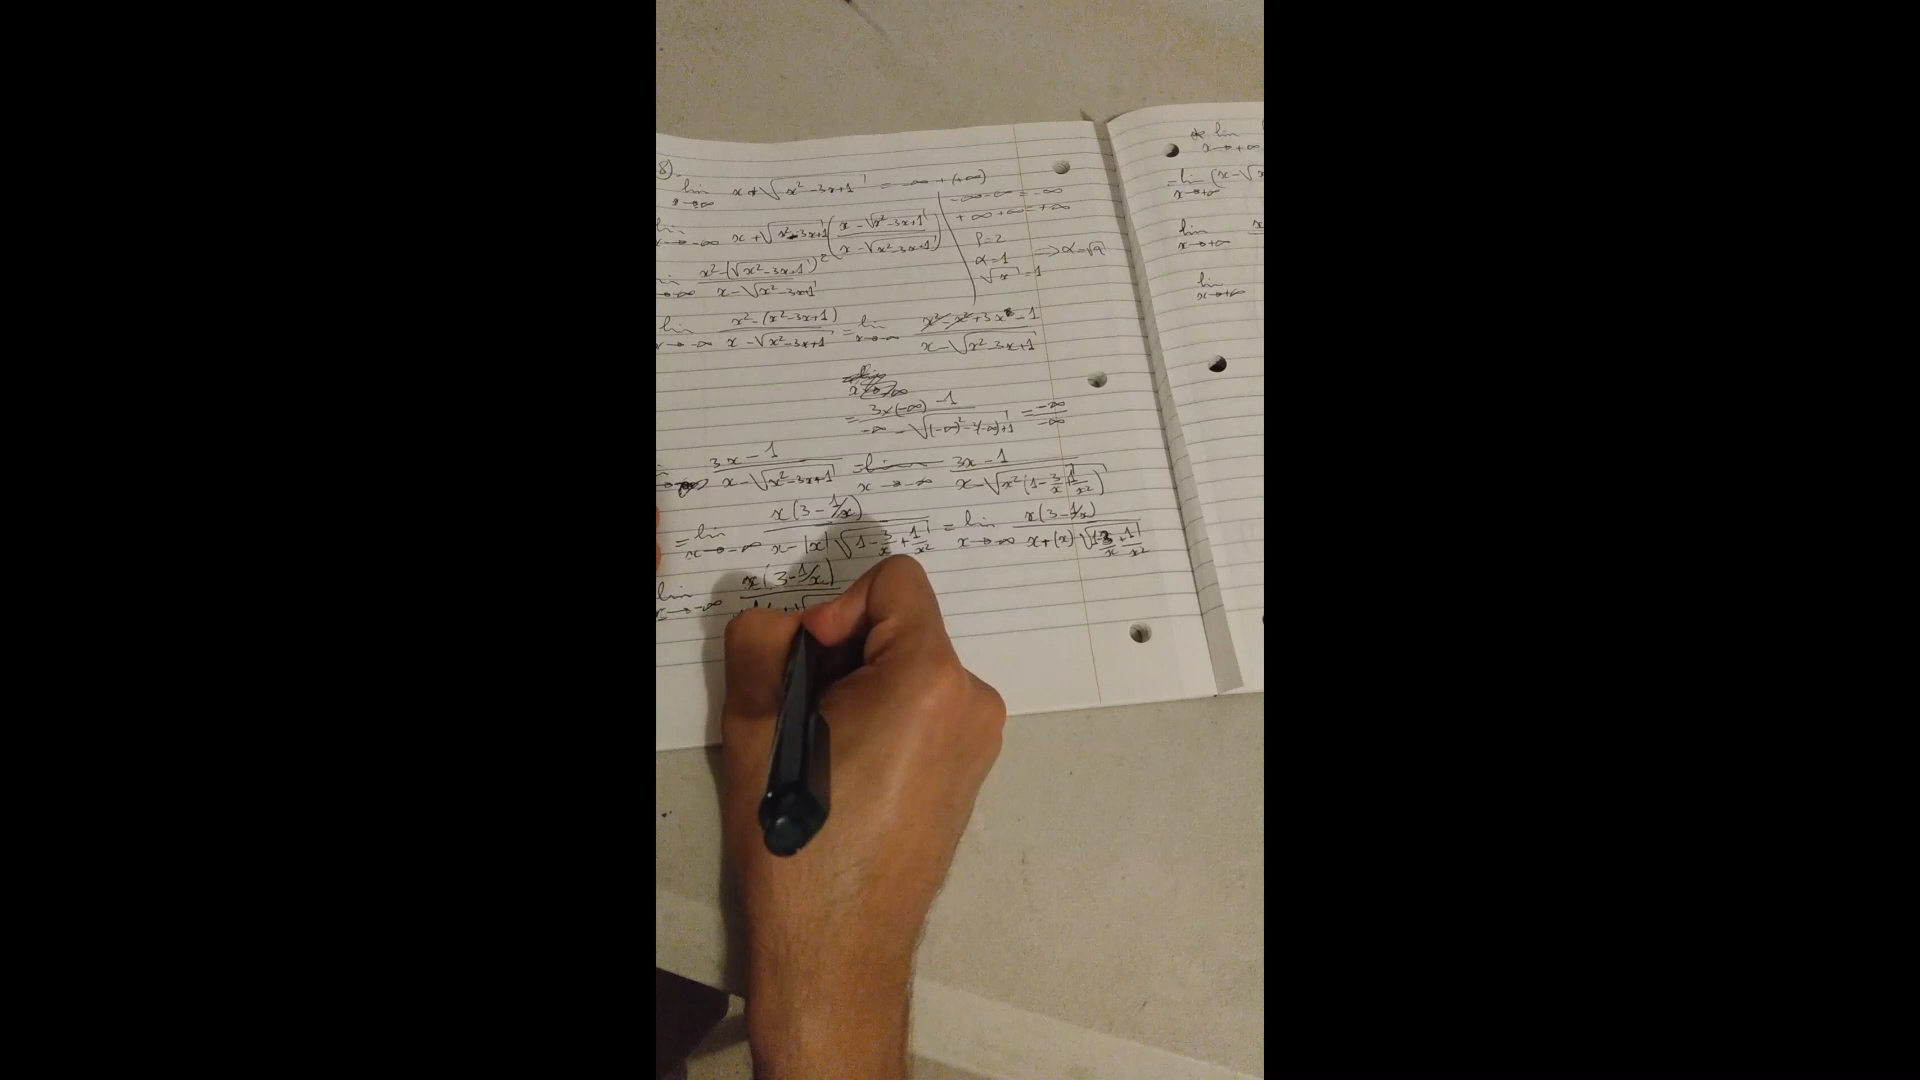 8).
lim x→-∞ x+√(x²-3x+1) = -∞+(+∞)
-∞-∞=-∞
+∞+∞=+∞
lim x→-∞ x+√(x²-3x+1) (x-√(x²-3x+1))/(x-√(x²-3x+1))
P=2
α=1 ⇒ α=√a
√x=1
lim x→-∞ (x²-(√(x²-3x+1))²)/(x-√(x²-3x+1))
lim x→-∞ (x²-(x²-3x+1))/(x-√(x²-3x+1)) = lim x→-∞ (x²-x²+3x-1)/(x-√(x²-3x+1))
= (3×(-∞)-1)/(-∞-√((-∞)²-(-∞)+1)) = -∞/-∞
(3x-1)/(x-√(x²-3x+1)) = lim x→-∞ (3x-1)/(x-√(x²(1-3/x+1/x²)))
= lim x→-∞ x(3-1/x)/(x-|x|√(1-3/x+1/x²)) = lim x→-∞ x(3-1/x)/(x+(x)√(1-3/x+1/x²))
lim x→-∞ x(3-1/x)
lim x→+∞
= lim x→+∞ (x-√
lim x→+∞
lim x→+∞